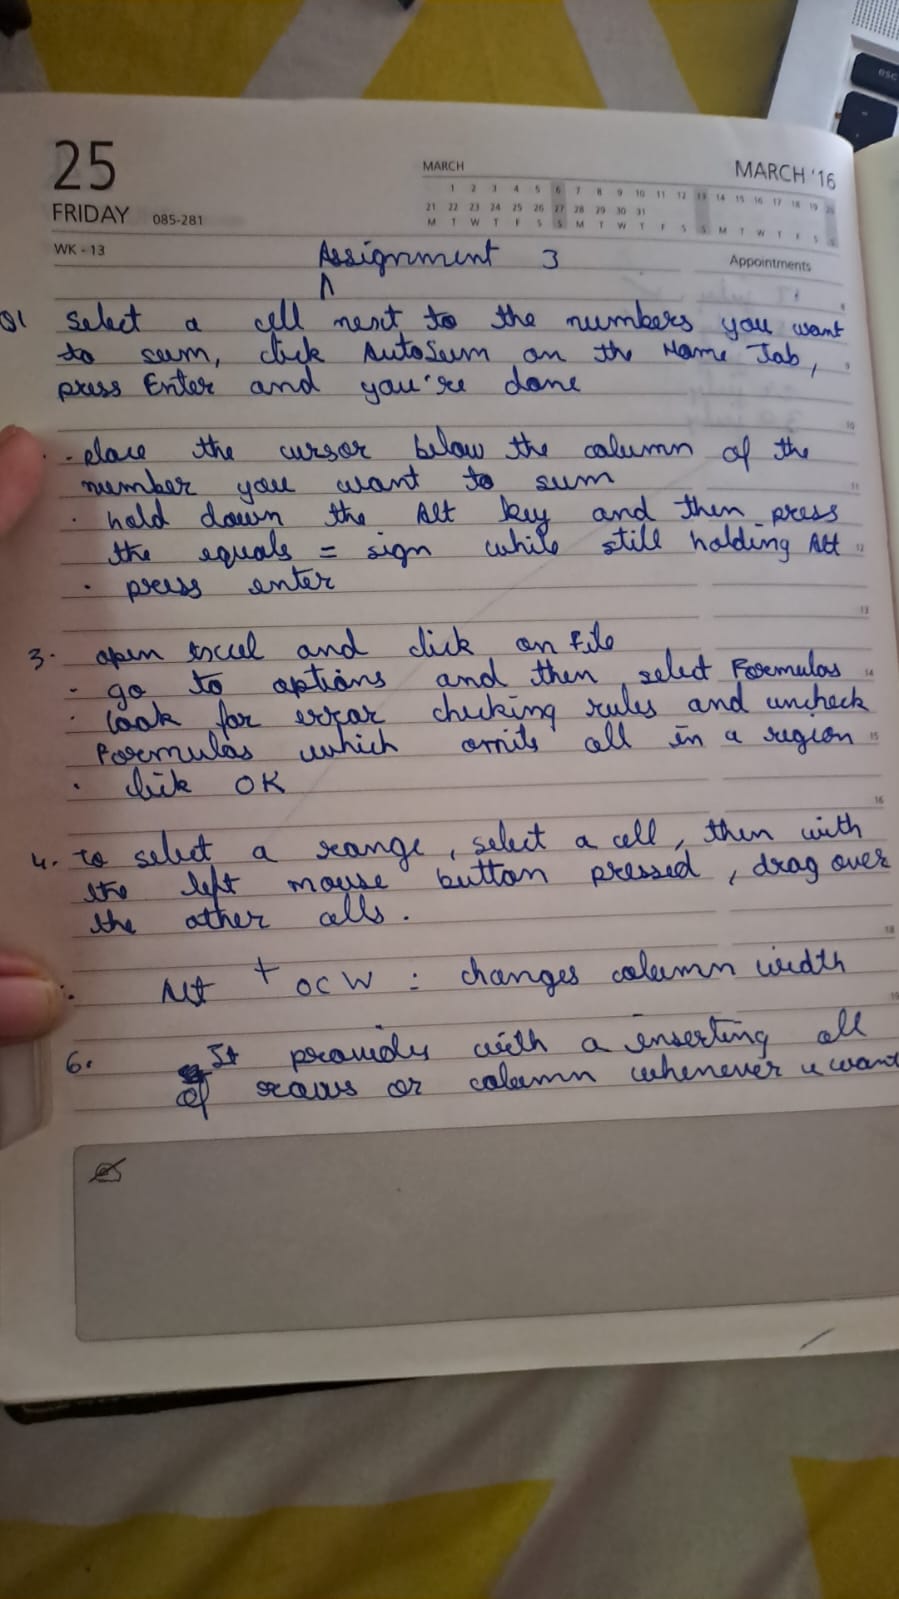 25
FRIDAY 085-281
WK - 13
MARCH
MARCH '16
1 2 3 4 5 6 7 8 9 10 11 12 13 14 15 16 17 18 19 20
21 22 23 24 25 26 27 28 29 30 31
M T W T F S S M T W T F S S M T W T F S S
Appointments
Assignment 3
Q1 Select a cell next to the numbers you want
to sum, click AutoSum on the Home Tab,
press Enter and you're done
· place the cursor below the column of the
number you want to sum
· hold down the Alt key and then press
the equals = sign while still holding Alt
· press enter
3. open excel and click on file
· go to options and then select Formulas
· look for error checking rules and uncheck
Formulas which omits all in a region
· click OK
4. to select a range, select a cell, then with
the left mouse button pressed, drag over
the other cells.
Alt + OCW : changes column width
6. It provides with a inserting all
of rows or column whenever u want
8
9
10
11
12
13
14
15
16
18
19
esc